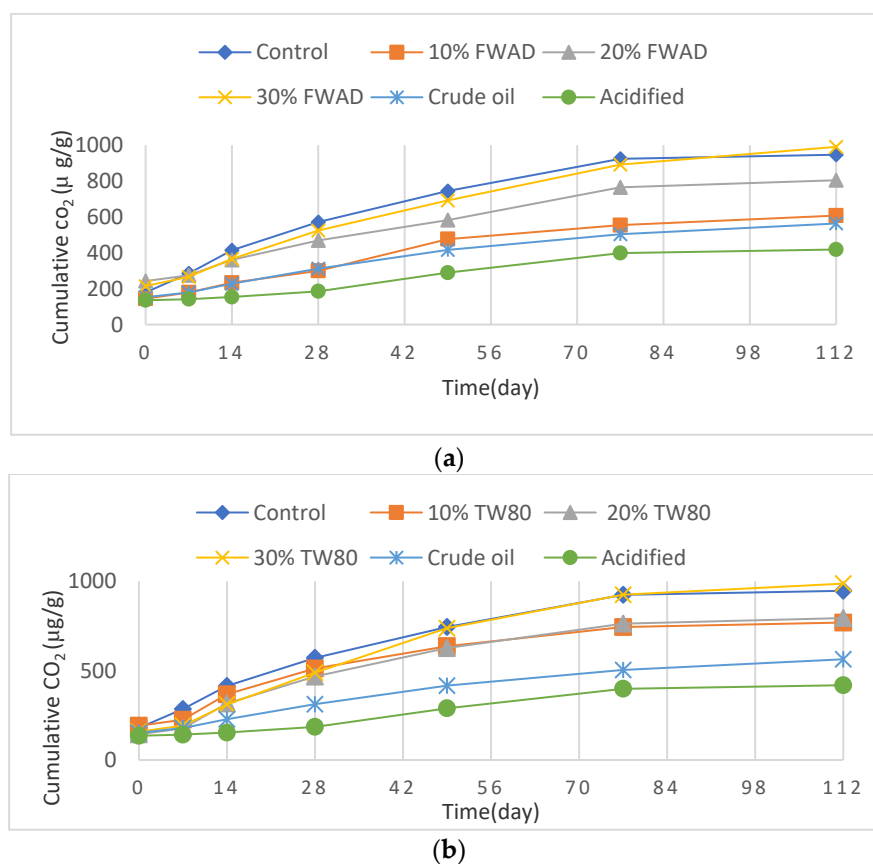 Control 10% FWAD 20% FWAD
30% FWAD Crude oil Acidified
Cumulative co₂ (µ g/g)
1000
800
600
400
200
0
0 14 28 42 56 70 84 98 112
Time(day)
(a)
Control 10% TW80 20% TW80
30% TW80 Crude oil Acidified
Cumulative CO₂ (µg/g)
1000
500
0
0 14 28 42 56 70 84 98 112
Time(day)
(b)